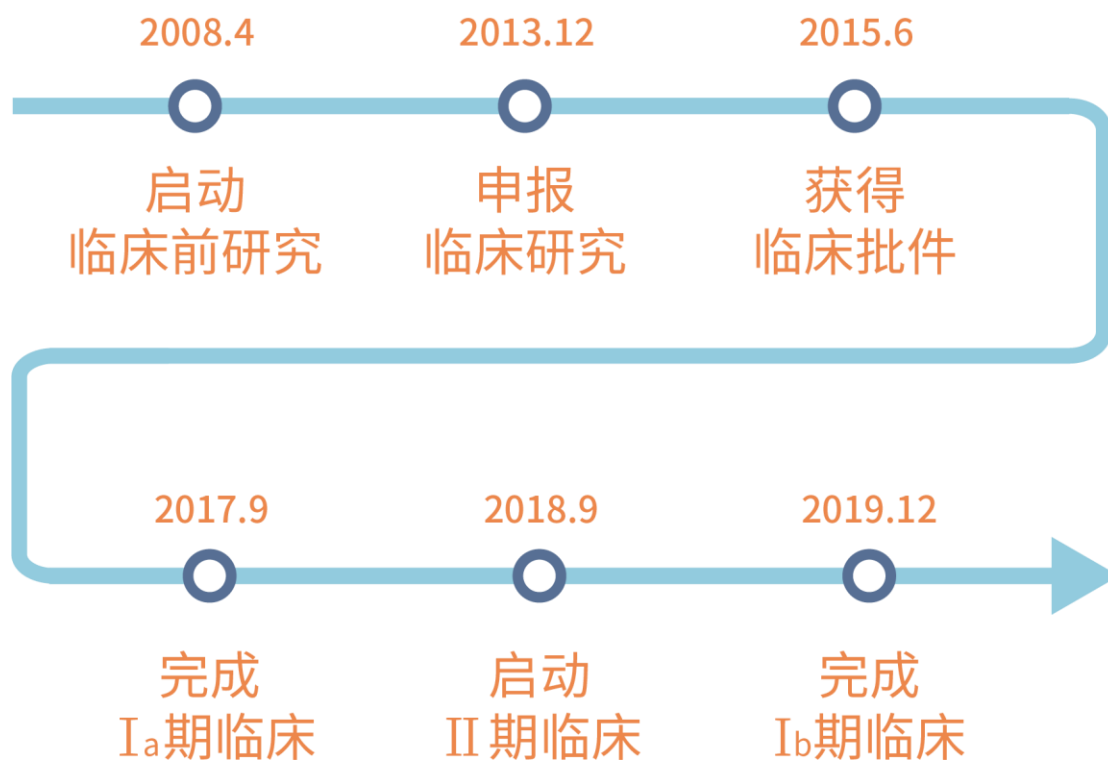 2008.4
2013.12
2015.6
启动
临床前研究
申报
临床研究
获得
临床批件
2017.9
2018.9
2019.12
完成
Ia期临床
启动
II期临床
完成
Ib期临床